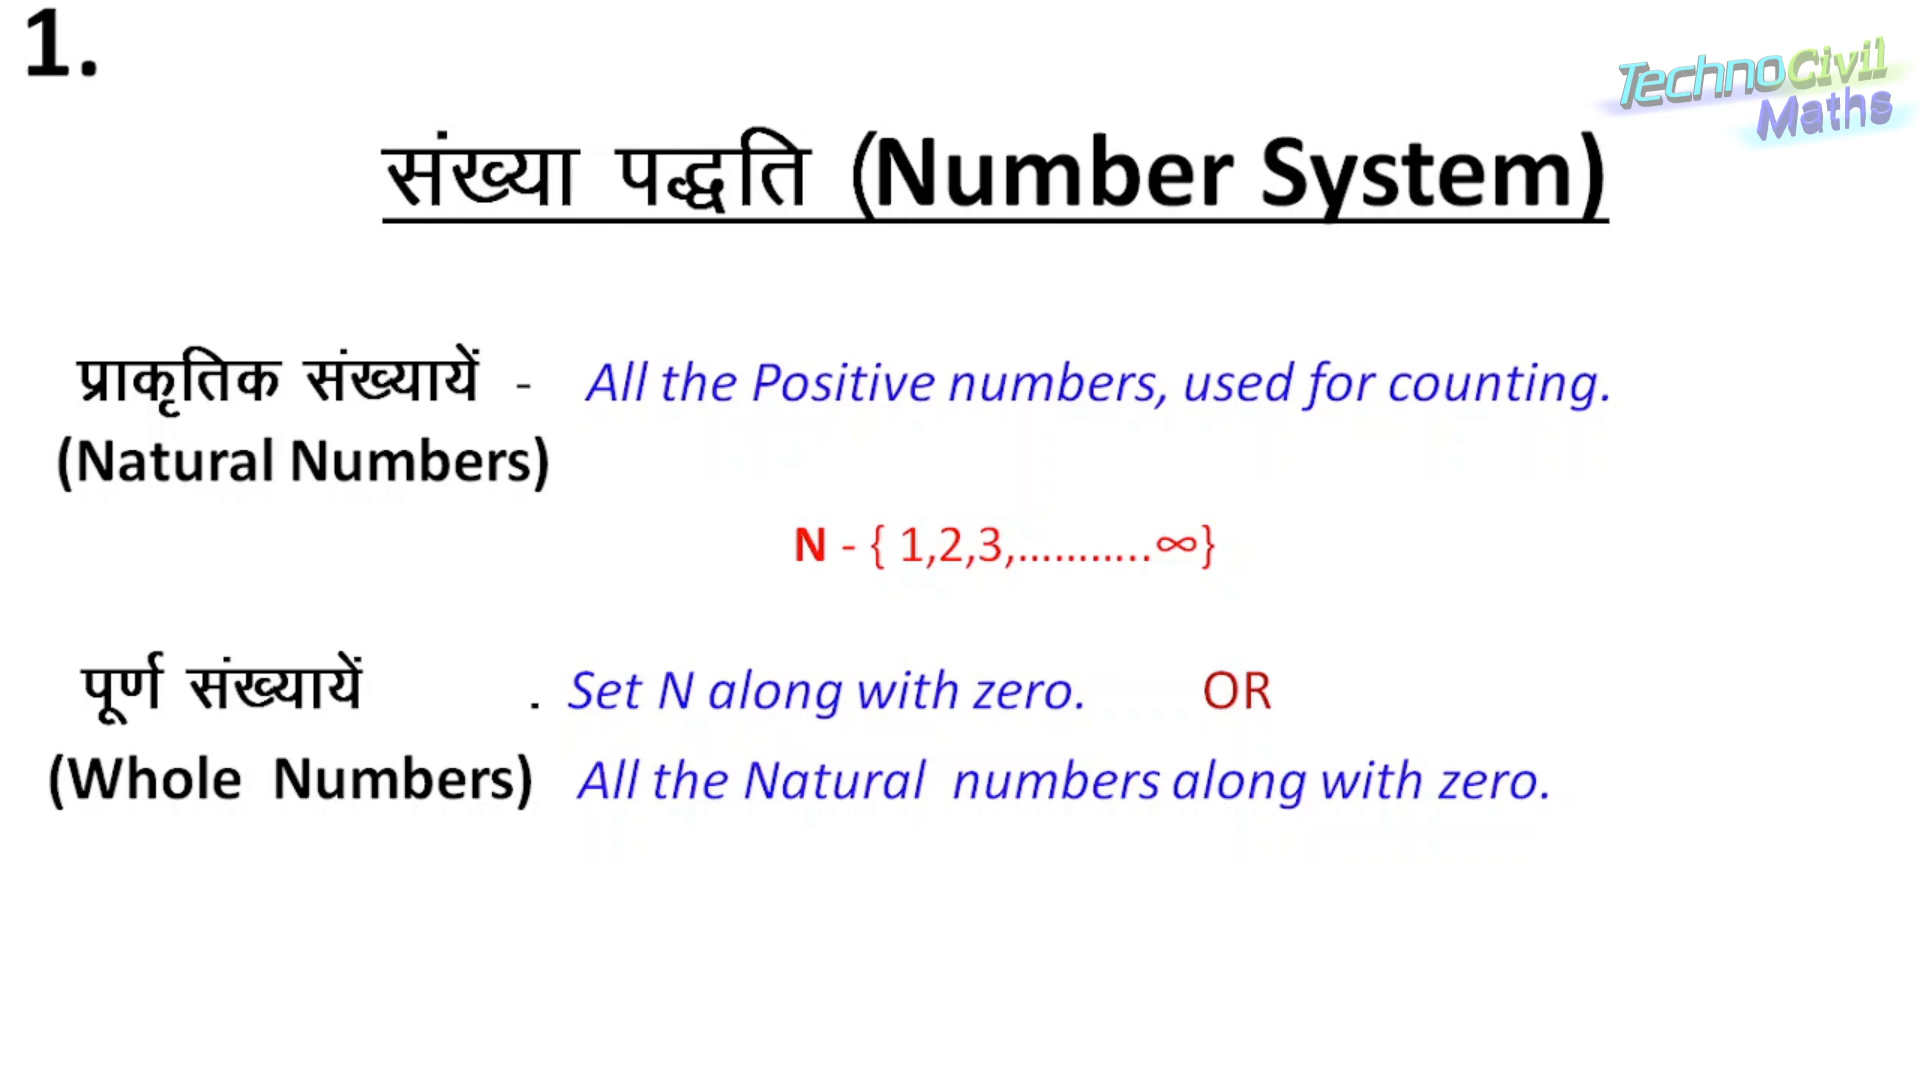 1.
TechnoCivil
Maths
संख्या पद्धति (Number System)
प्राकृतिक संख्यायें - All the Positive numbers, used for counting.
(Natural Numbers)
N - { 1,2,3,………..∞}
पूर्ण संख्यायें . Set N along with zero. OR
(Whole Numbers) All the Natural numbers along with zero.